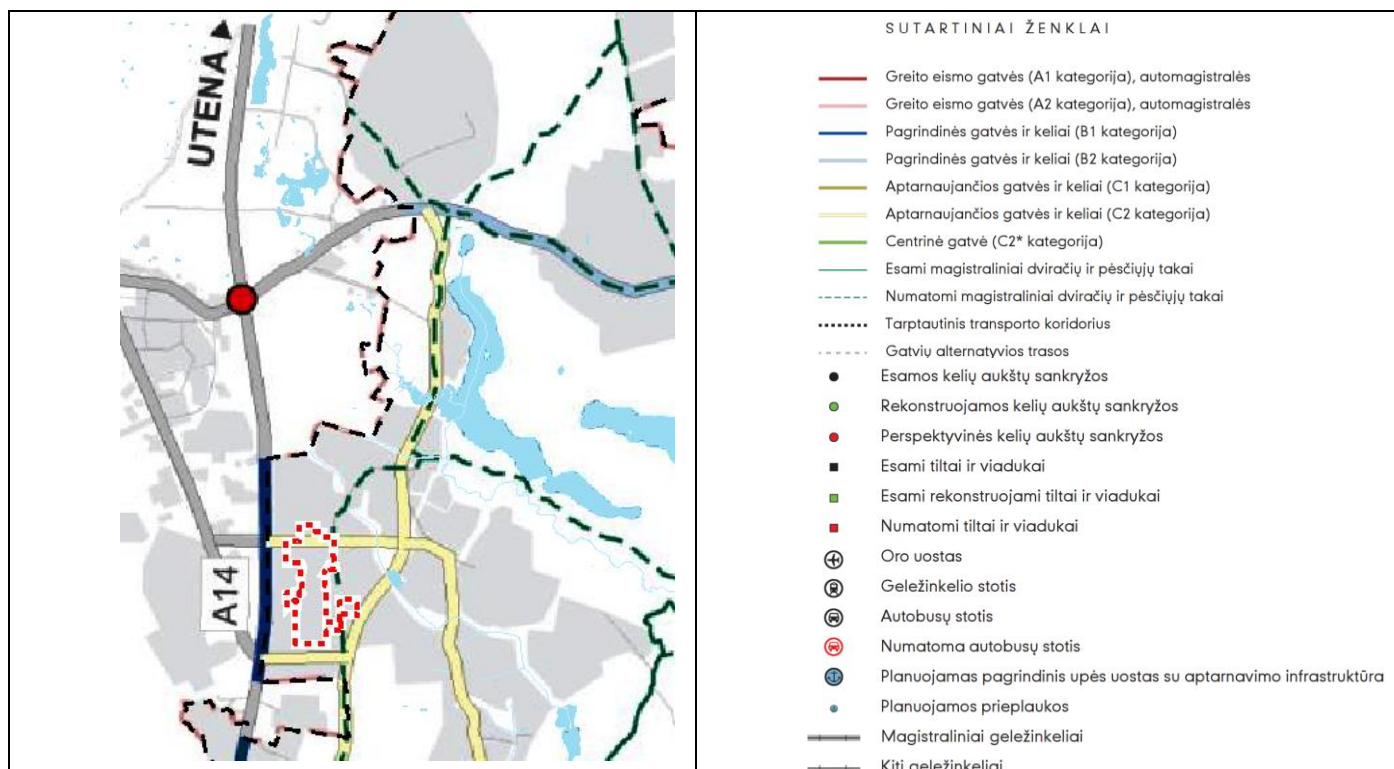 UTENA
A14
SUTARTINIAI ŽENKLAI
Greito eismo gatvės (A1 kategorija), automagistralės
Greito eismo gatvės (A2 kategorija), automagistralės
Pagrindinės gatvės ir keliai (B1 kategorija)
Pagrindinės gatvės ir keliai (B2 kategorija)
Aptarnaujančios gatvės ir keliai (C1 kategorija)
Aptarnaujančios gatvės ir keliai (C2 kategorija)
Centrinė gatvė (C2* kategorija)
Esami magistraliniai dviračių ir pėsčiųjų takai
Numatomi magistraliniai dviračių ir pėsčiųjų takai
Tarptautinis transporto koridorius
Gatvių alternatyvios trasos
Esamos kelių aukštų sankryžos
Rekonstruojamos kelių aukštų sankryžos
Perspektyvinės kelių aukštų sankryžos
Esami tiltai ir viadukai
Esami rekonstruojami tiltai ir viadukai
Numatomi tiltai ir viadukai
Oro uostas
Geležinkelio stotis
Autobusų stotis
Numatoma autobusų stotis
Planuojamas pagrindinis upės uostas su aptarnavimo infrastruktūra
Planuojamos prieplaukos
Magistraliniai geležinkeliai
Kiti geležinkeliai